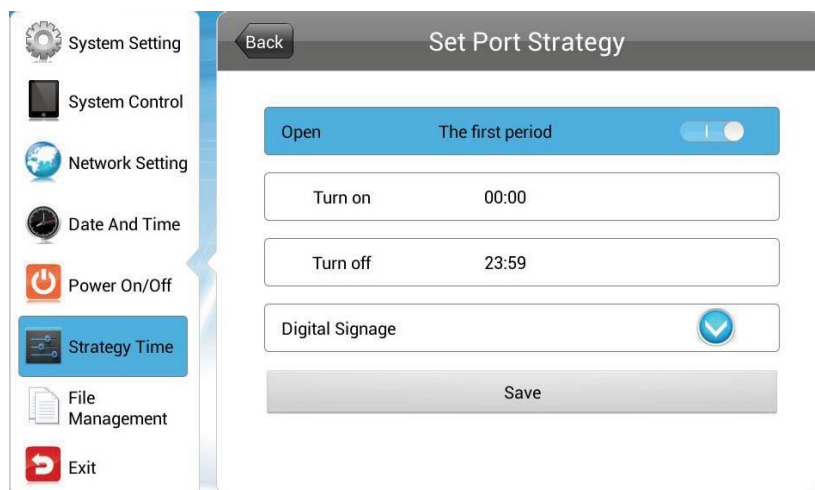 System Setting
System Control
Network Setting
Date And Time
Power On/Off
Strategy Time
File
Management
Exit
Back
Set Port Strategy
Open The first period
Turn on 00:00
Turn off 23:59
Digital Signage
Save